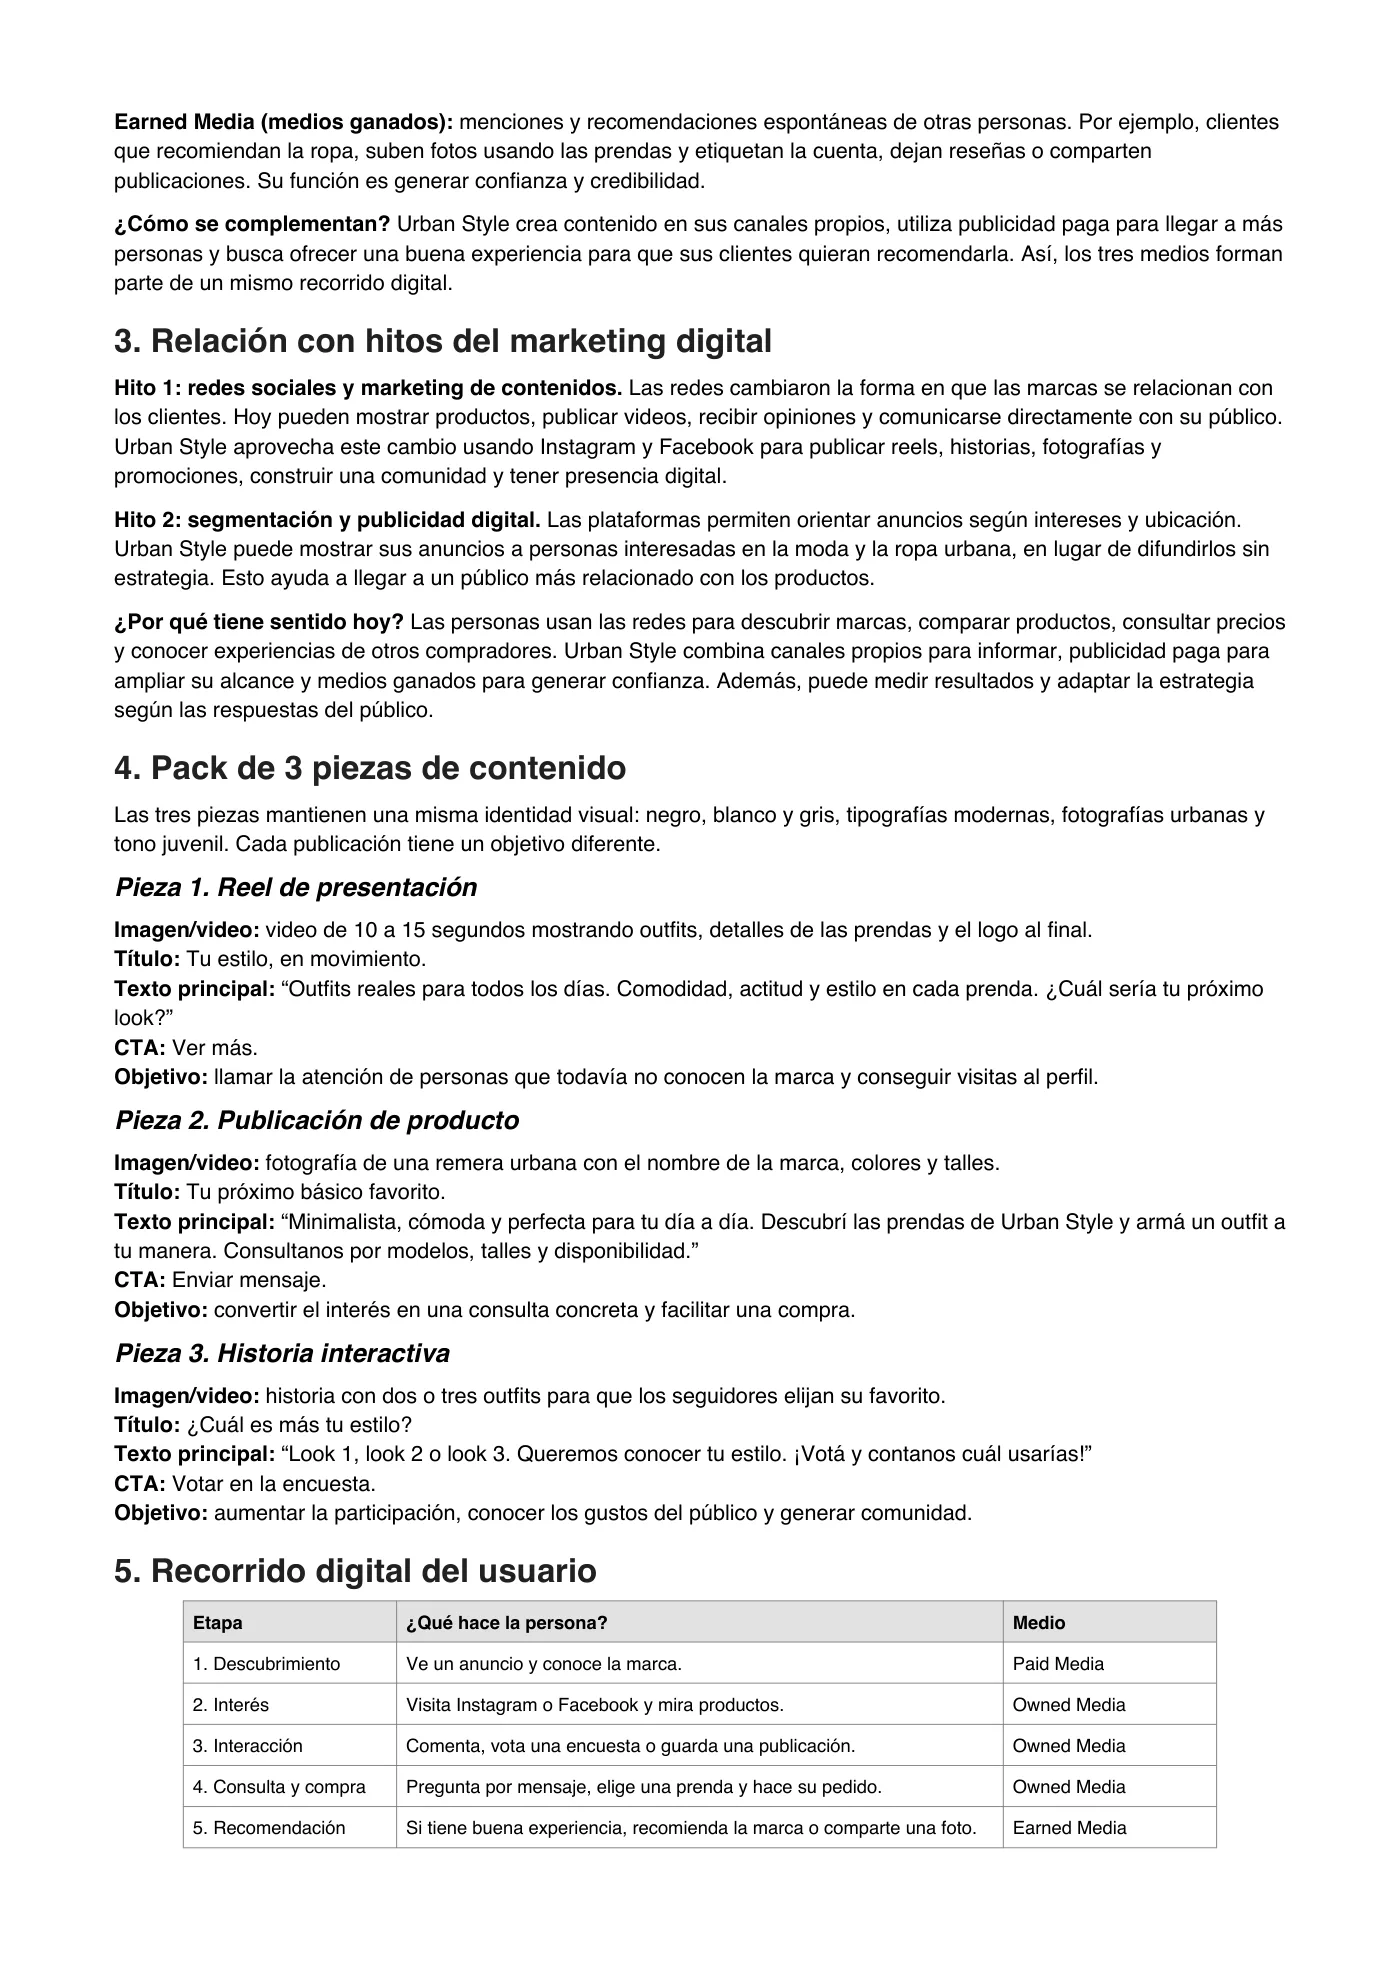 Earned Media (medios ganados): menciones y recomendaciones espontáneas de otras personas. Por ejemplo, clientes
que recomiendan la ropa, suben fotos usando las prendas y etiquetan la cuenta, dejan reseñas o comparten
publicaciones. Su función es generar confianza y credibilidad.
¿Cómo se complementan? Urban Style crea contenido en sus canales propios, utiliza publicidad paga para llegar a más
personas y busca ofrecer una buena experiencia para que sus clientes quieran recomendarla. Así, los tres medios forman
parte de un mismo recorrido digital.
3. Relación con hitos del marketing digital
Hito 1: redes sociales y marketing de contenidos. Las redes cambiaron la forma en que las marcas se relacionan con
los clientes. Hoy pueden mostrar productos, publicar videos, recibir opiniones y comunicarse directamente con su público.
Urban Style aprovecha este cambio usando Instagram y Facebook para publicar reels, historias, fotografías y
promociones, construir una comunidad y tener presencia digital.
Hito 2: segmentación y publicidad digital. Las plataformas permiten orientar anuncios según intereses y ubicación.
Urban Style puede mostrar sus anuncios a personas interesadas en la moda y la ropa urbana, en lugar de difundirlos sin
estrategia. Esto ayuda a llegar a un público más relacionado con los productos.
¿Por qué tiene sentido hoy? Las personas usan las redes para descubrir marcas, comparar productos, consultar precios
y conocer experiencias de otros compradores. Urban Style combina canales propios para informar, publicidad paga para
ampliar su alcance y medios ganados para generar confianza. Además, puede medir resultados y adaptar la estrategia
según las respuestas del público.
4. Pack de 3 piezas de contenido
Las tres piezas mantienen una misma identidad visual: negro, blanco y gris, tipografías modernas, fotografías urbanas y
tono juvenil. Cada publicación tiene un objetivo diferente.
Pieza 1. Reel de presentación
Imagen/video: video de 10 a 15 segundos mostrando outfits, detalles de las prendas y el logo al final.
Título: Tu estilo, en movimiento.
Texto principal: “Outfits reales para todos los días. Comodidad, actitud y estilo en cada prenda. ¿Cuál sería tu próximo
look?”
CTA: Ver más.
Objetivo: llamar la atención de personas que todavía no conocen la marca y conseguir visitas al perfil.
Pieza 2. Publicación de producto
Imagen/video: fotografía de una remera urbana con el nombre de la marca, colores y talles.
Título: Tu próximo básico favorito.
Texto principal: “Minimalista, cómoda y perfecta para tu día a día. Descubrí las prendas de Urban Style y armá un outfit a
tu manera. Consultanos por modelos, talles y disponibilidad.”
CTA: Enviar mensaje.
Objetivo: convertir el interés en una consulta concreta y facilitar una compra.
Pieza 3. Historia interactiva
Imagen/video: historia con dos o tres outfits para que los seguidores elijan su favorito.
Título: ¿Cuál es más tu estilo?
Texto principal: “Look 1, look 2 o look 3. Queremos conocer tu estilo. ¡Votá y contanos cuál usarías!”
CTA: Votar en la encuesta.
Objetivo: aumentar la participación, conocer los gustos del público y generar comunidad.
5. Recorrido digital del usuario
Etapa ¿Qué hace la persona? Medio
1. Descubrimiento Ve un anuncio y conoce la marca. Paid Media
2. Interés Visita Instagram o Facebook y mira productos. Owned Media
3. Interacción Comenta, vota una encuesta o guarda una publicación. Owned Media
4. Consulta y compra Pregunta por mensaje, elige una prenda y hace su pedido. Owned Media
5. Recomendación Si tiene buena experiencia, recomienda la marca o comparte una foto. Earned Media